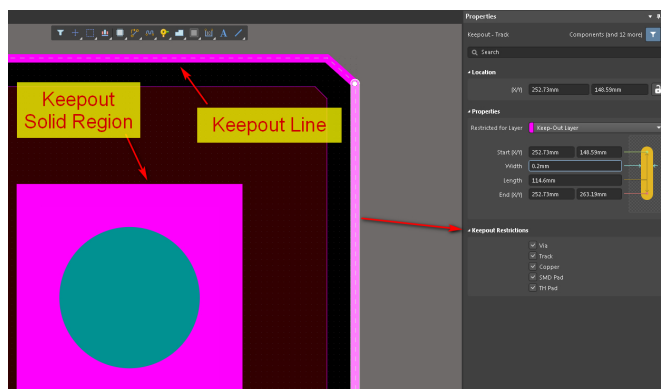 Properties
Keepout - Track
Components (and 12 more)
Search
Location
(X/Y) 252.73mm 148.59mm
Properties
Restricted for Layer Keep-Out Layer
Start (X/Y) 252.73mm 148.59mm
Width 0.2mm
Length 114.6mm
End (X/Y) 252.73mm 263.19mm
Keepout Restrictions
Via
Track
Copper
SMD Pad
TH Pad
Keepout
Solid Region
Keepout Line
A